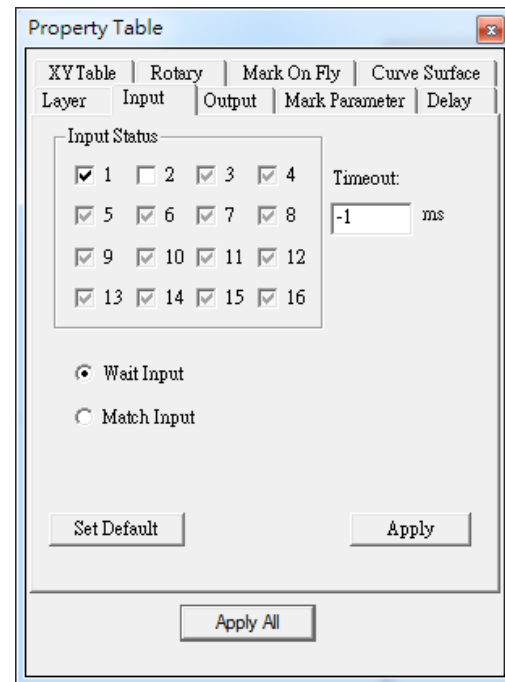 Property Table
XYTable Rotary Mark On Fly Curve Surface
Layer Input Output Mark Parameter Delay
Input Status
1 2 3 4 Timeout:
5 6 7 8 -1 ms
9 10 11 12
13 14 15 16
Wait Input
Match Input
Set Default Apply
Apply All